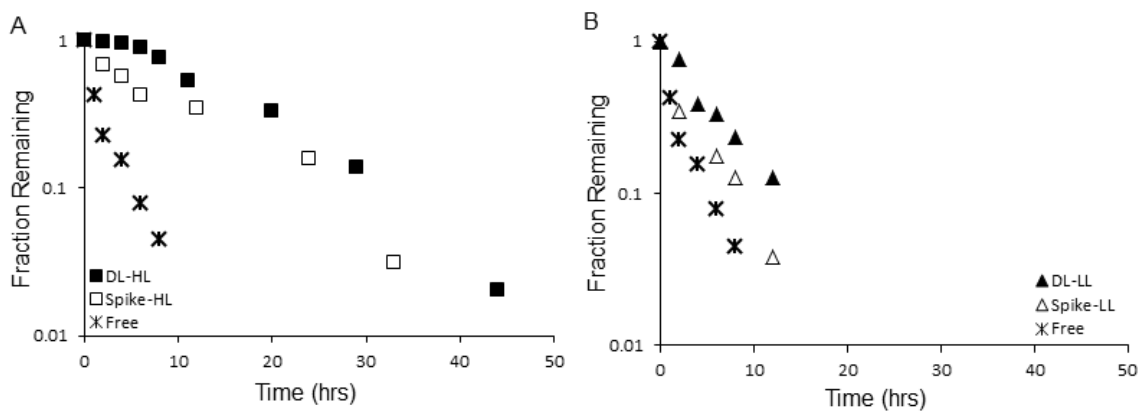 A
Fraction Remaining
1
0.1
0.01
DL-HL
Spike-HL
Free
0 10 20 30 40 50
Time (hrs)
B
Fraction Remaining
1
0.1
0.01
DL-LL
Spike-LL
Free
0 10 20 30 40 50
Time (hrs)